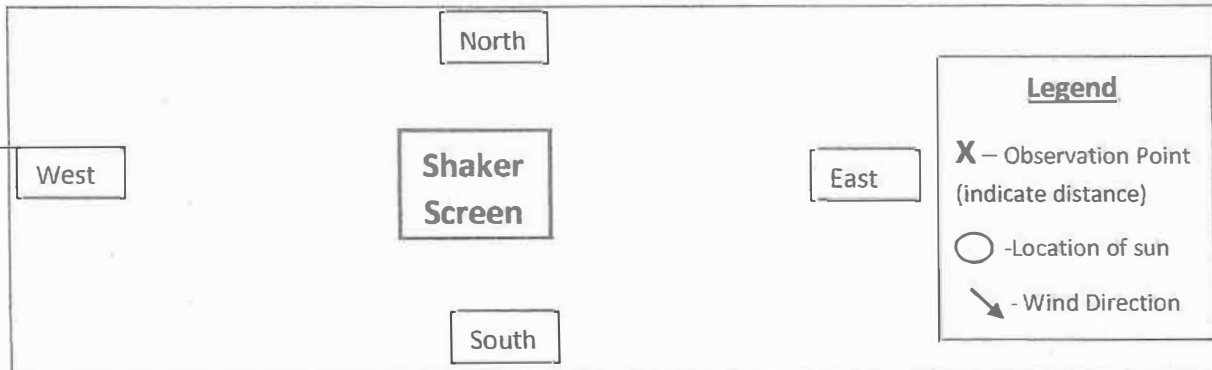 North
West
Shaker
Screen
East
South
Legend
X – Observation Point
(indicate distance)
-Location of sun
- Wind Direction